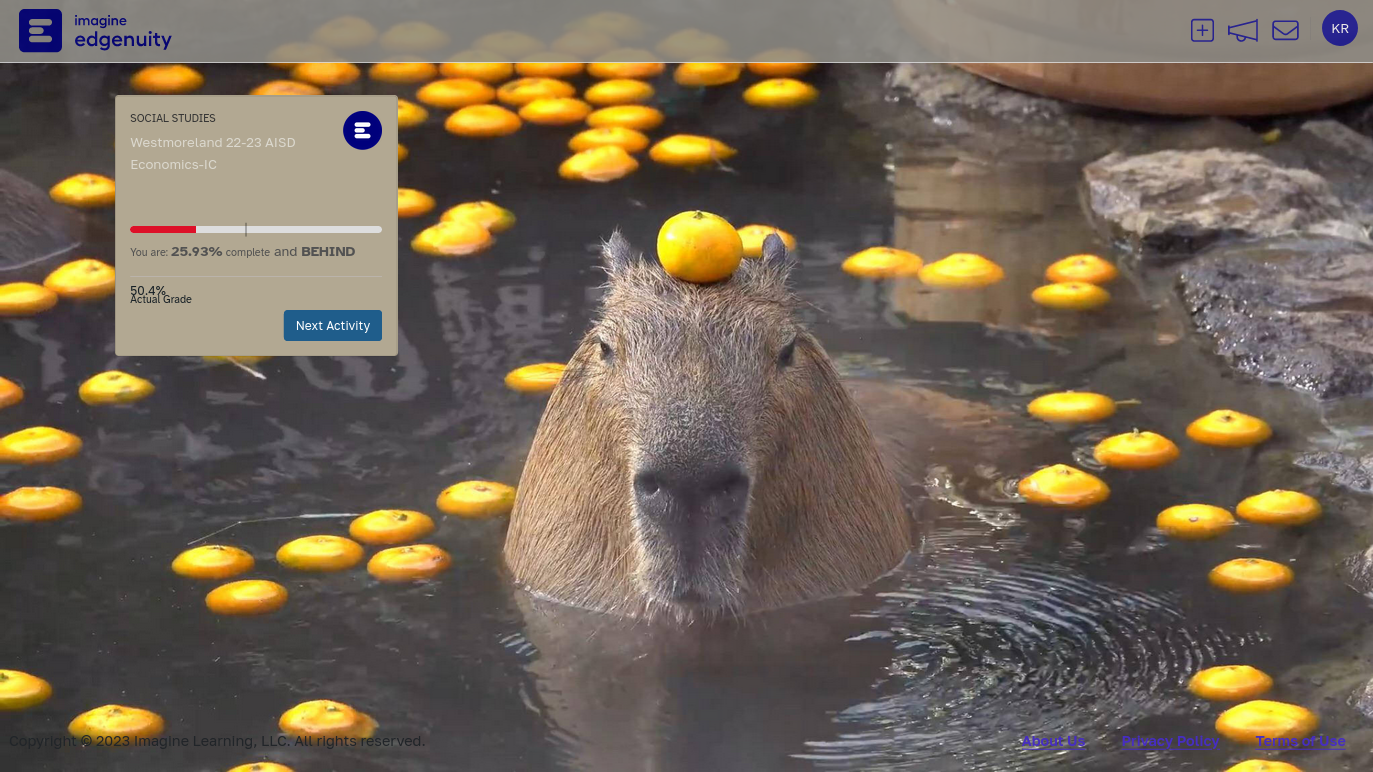 imagine
edgenuity
KR
SOCIAL STUDIES
Westmoreland 22-23 AISD
Economics-IC
You are: 25.93% complete and BEHIND
50.4%
Actual Grade
Next Activity
Copyright © 2023 Imagine Learning, LLC. All rights reserved.
About Us
Privacy Policy
Terms of Use